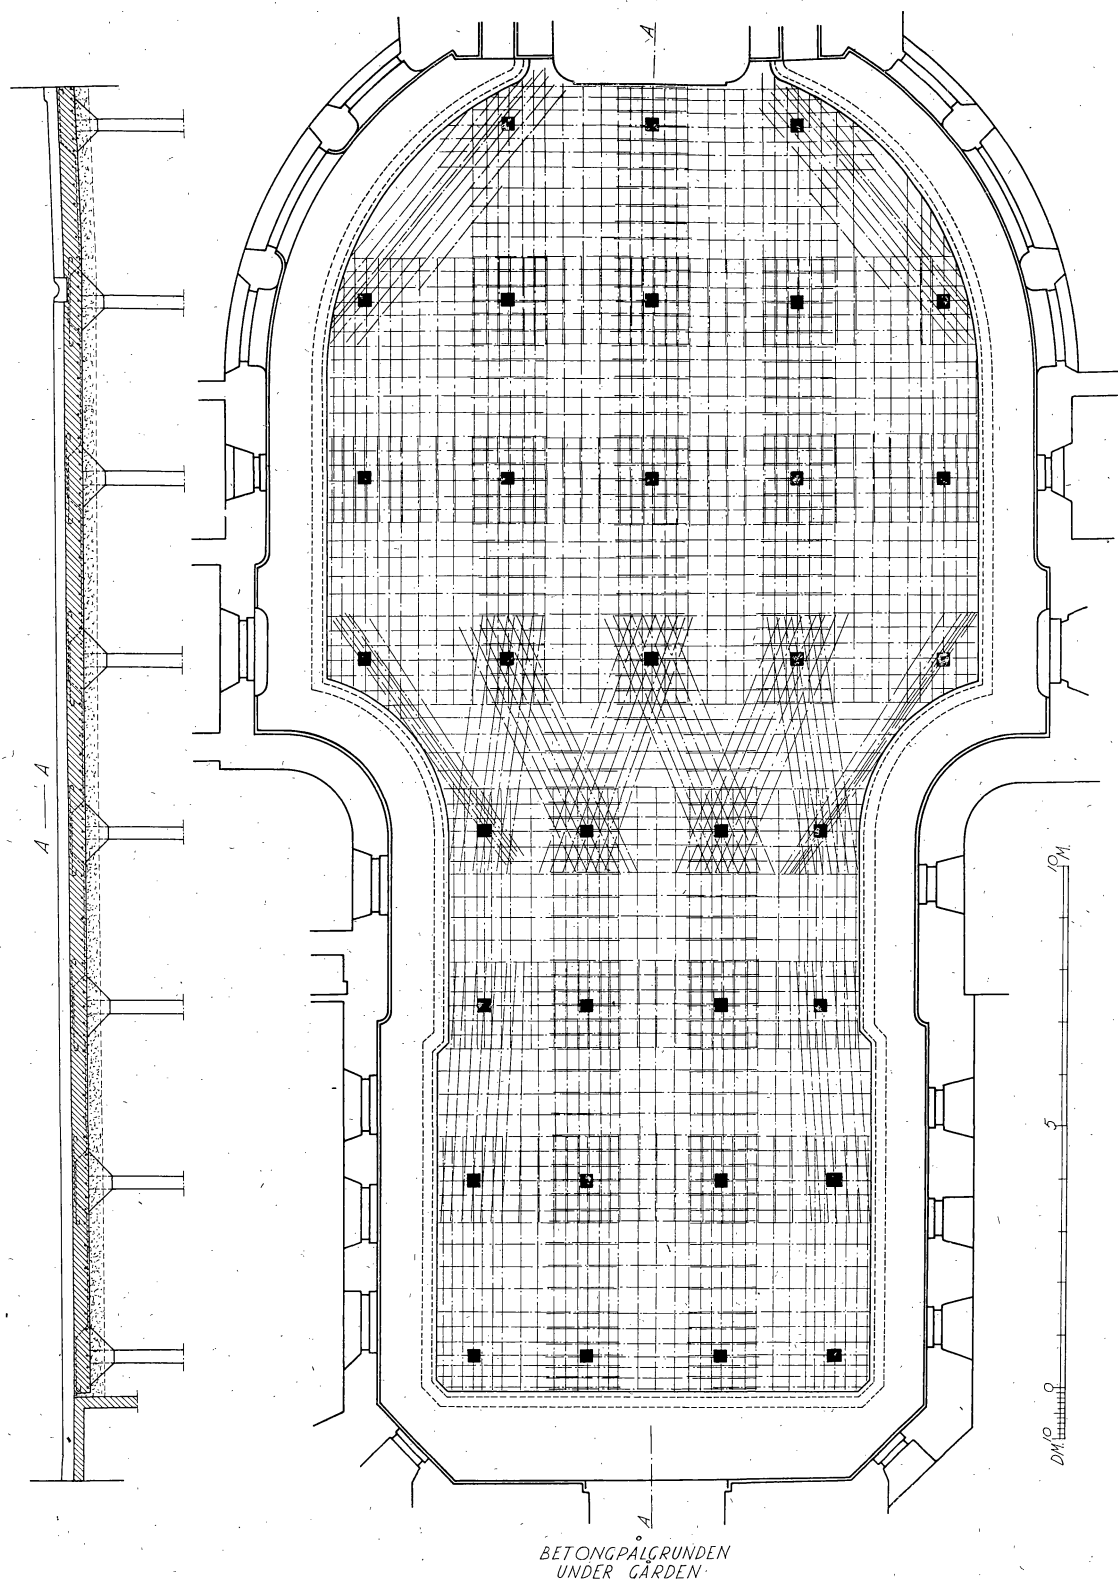 A
A — A
10 M.
5
0
DM. 10
A
BETONGPÅLGRUNDEN
UNDER GÅRDEN.